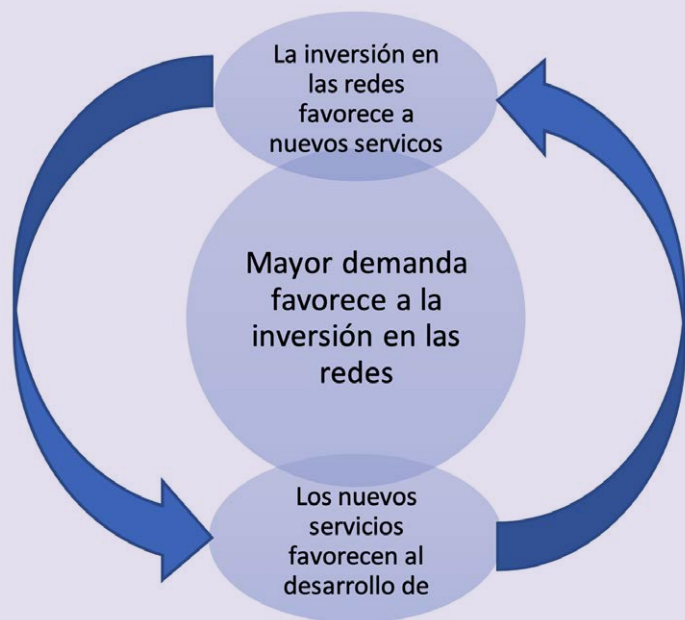 La inversión en
las redes
favorece a
nuevos servicos
Mayor demanda
favorece a la
inversión en las
redes
Los nuevos
servicios
favorecen al
desarrollo de